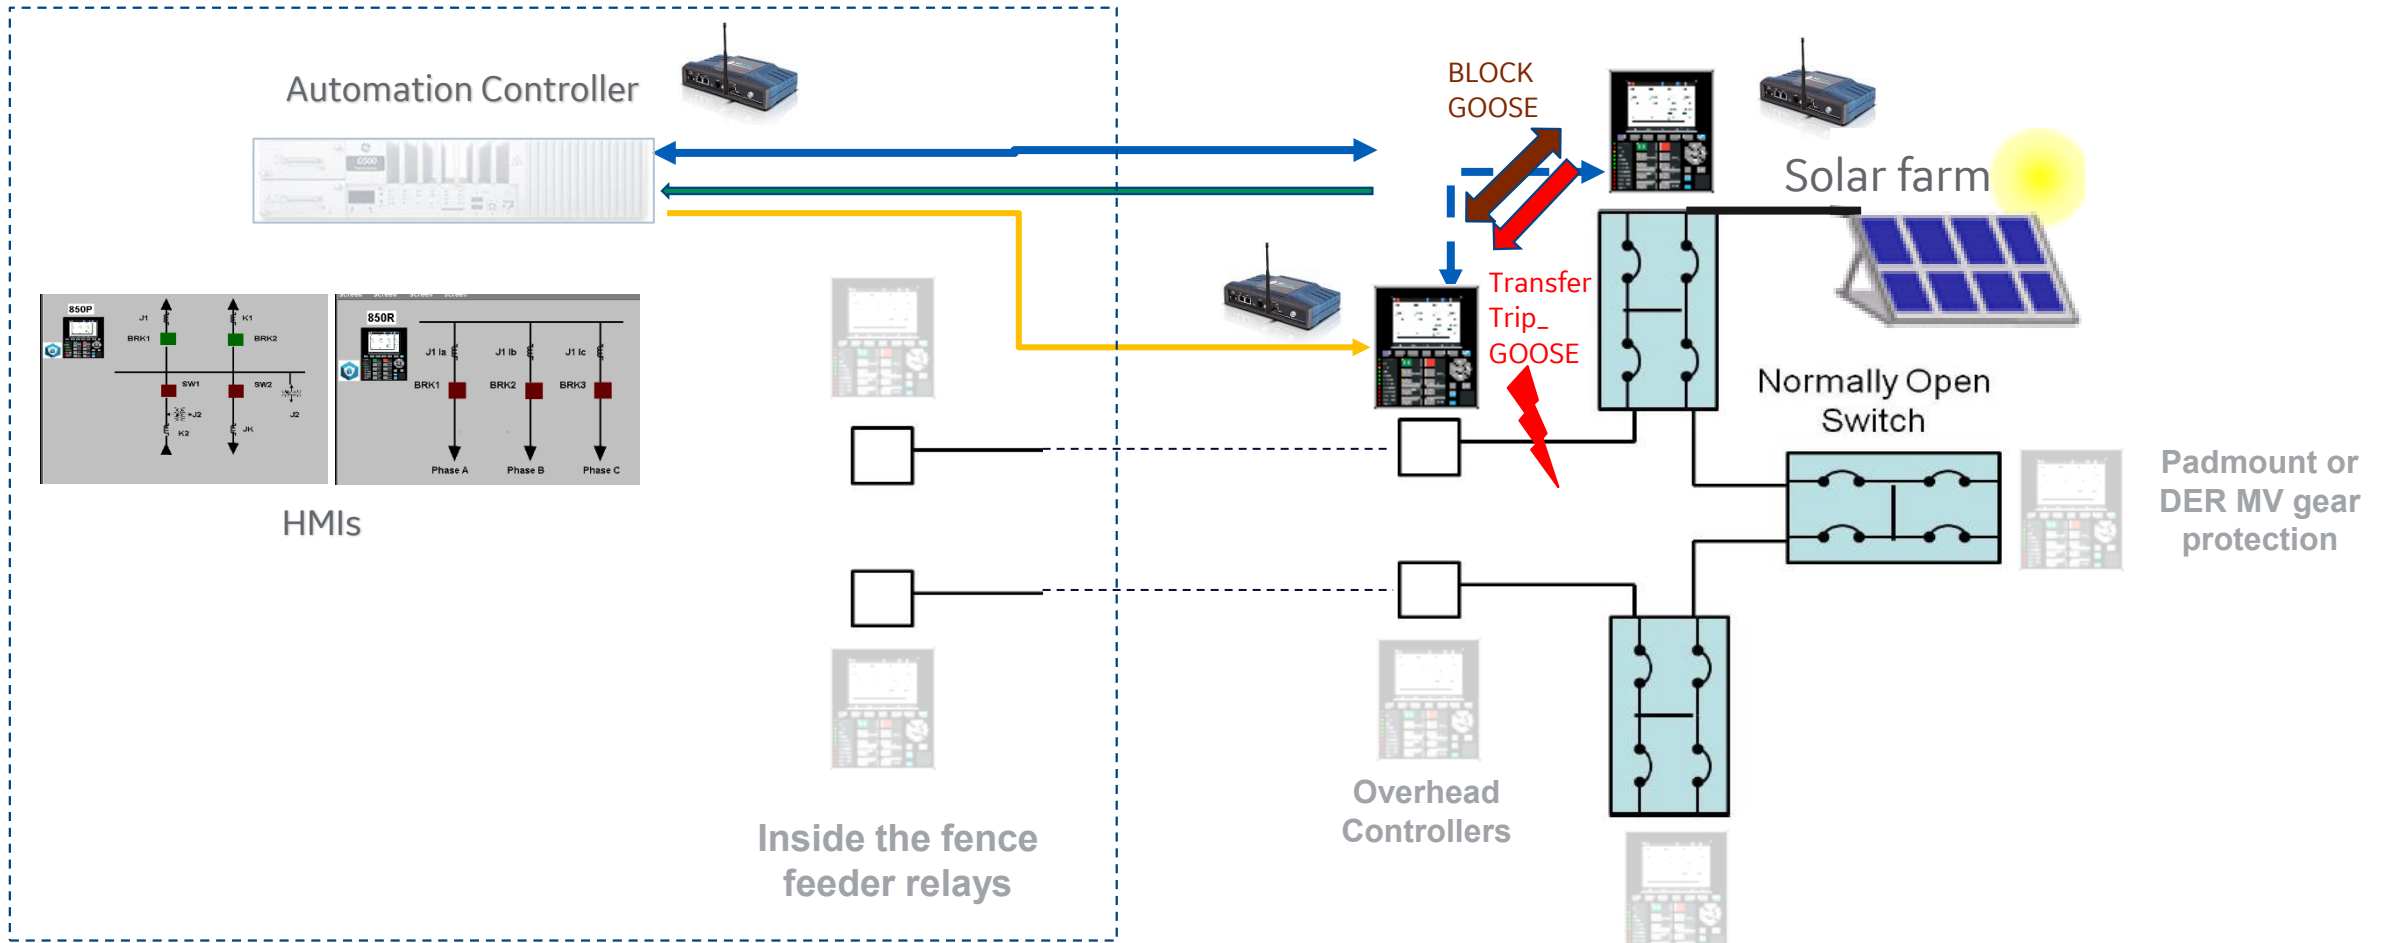 Automation Controller
G500
BLOCK
GOOSE
Solar farm
Transfer
Trip_
GOOSE
Normally Open
Switch
Padmount or
DER MV gear
protection
850P
J1
K1
BRK1
BRK2
SW1
SW2
J2
J2
K2
JK
850R
J1 Ia
J1 Ib
J1 Ic
BRK1
BRK2
BRK3
Phase A
Phase B
Phase C
HMIs
Overhead
Controllers
Inside the fence
feeder relays